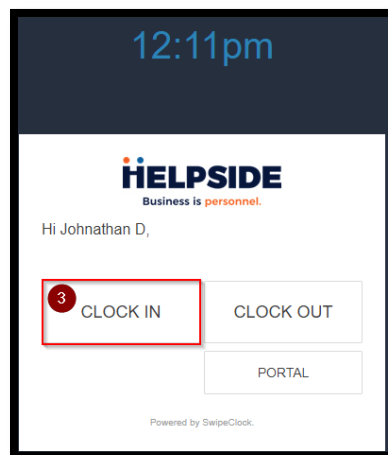 12:11pm
HELPSIDE
Business is personnel.
Hi Johnathan D,
3
CLOCK IN
CLOCK OUT
PORTAL
Powered by SwipeClock.